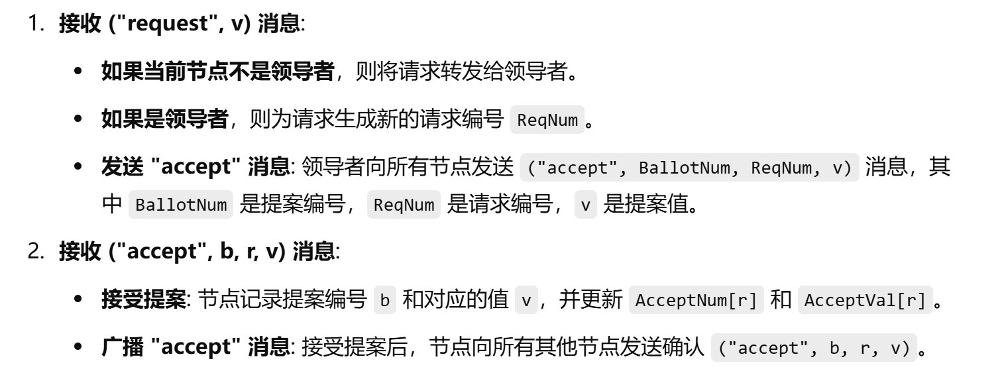 1. 接收 ("request", v) 消息:
• 如果当前节点不是领导者，则将请求转发给领导者。
• 如果是领导者，则为请求生成新的请求编号 ReqNum。
• 发送 "accept" 消息: 领导者向所有节点发送 ("accept", BallotNum, ReqNum, v) 消息，其
中 BallotNum 是提案编号， ReqNum 是请求编号， v 是提案值。
2. 接收 ("accept", b, r, v) 消息:
• 接受提案: 节点记录提案编号 b 和对应的值 v，并更新 AcceptNum[r] 和 AcceptVal[r]。
• 广播 "accept" 消息: 接受提案后，节点向所有其他节点发送确认 ("accept", b, r, v)。